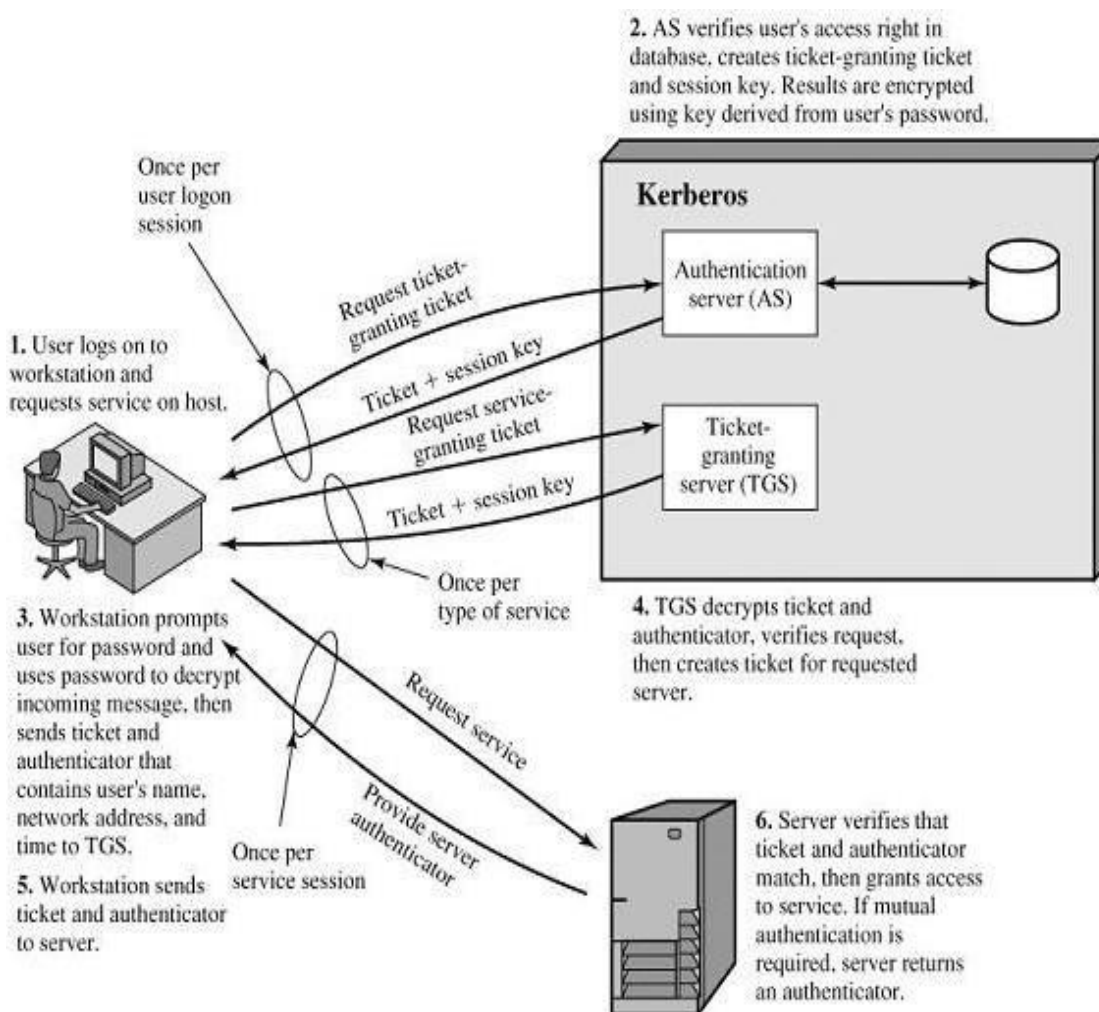 2. AS verifies user's access right in
database, creates ticket-granting ticket
and session key. Results are encrypted
using key derived from user's password.
Once per
user logon
session
Kerberos
Authentication
server (AS)
Request ticket-
granting ticket
1. User logs on to
workstation and
requests service on host.
Ticket + session key
Request service-
granting ticket
Ticket-
granting
server (TGS)
Ticket + session key
Once per
type of service
3. Workstation prompts
user for password and
uses password to decrypt
incoming message, then
sends ticket and
authenticator that
contains user's name,
network address, and
time to TGS.
4. TGS decrypts ticket and
authenticator, verifies request,
then creates ticket for requested
server.
Request service
Provide server
authenticator
Once per
service session
5. Workstation sends
ticket and authenticator
to server.
6. Server verifies that
ticket and authenticator
match, then grants access
to service. If mutual
authentication is
required, server returns
an authenticator.